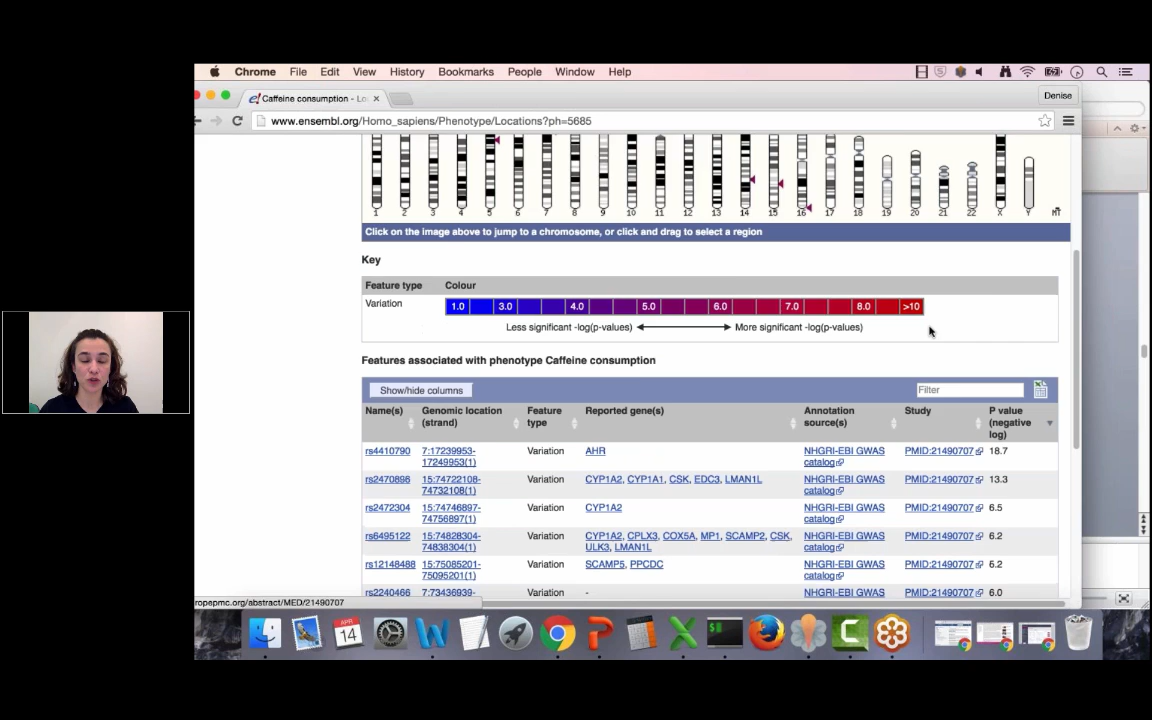 Chrome File Edit View History Bookmarks People Window Help
Caffeine consumption - Lo
Denise
www.ensembl.org/Homo_sapiens/Phenotype/Locations?ph=5685
1 2 3 4 5 6 7 8 9 10 11 12 13 14 15 16 17 18 19 20 21 22 X Y MT
Click on the image above to jump to a chromosome, or click and drag to select a region
Key
Feature type Colour
Variation 1.0 3.0 4.0 5.0 6.0 7.0 8.0 >10
Less significant -log(p-values) More significant -log(p-values)
Features associated with phenotype Caffeine consumption
Show/hide columns Filter
Name(s) Genomic location (strand) Feature type Reported gene(s) Annotation source(s) Study P value (negative log)
rs4410790 7:17239953-17249953(1) Variation AHR NHGRI-EBI GWAS catalog PMID:21490707 18.7
rs2470896 15:74722108-74732108(1) Variation CYP1A2, CYP1A1, CSK, EDC3, LMAN1L NHGRI-EBI GWAS catalog PMID:21490707 13.3
rs2472304 15:74746897-74756897(1) Variation CYP1A2 NHGRI-EBI GWAS catalog PMID:21490707 6.5
rs6495122 15:74828304-74838304(1) Variation CYP1A2, CPLX3, COX5A, MP1, SCAMP2, CSK, ULK3, LMAN1L NHGRI-EBI GWAS catalog PMID:21490707 6.2
rs12148488 15:75085201-75095201(1) Variation SCAMP5, PPCDC NHGRI-EBI GWAS catalog PMID:21490707 6.2
rs2240466 7:73436939- Variation - NHGRI-EBI GWAS PMID:21490707 6.0
ropepmc.org/abstract/MED/21490707
APR
14